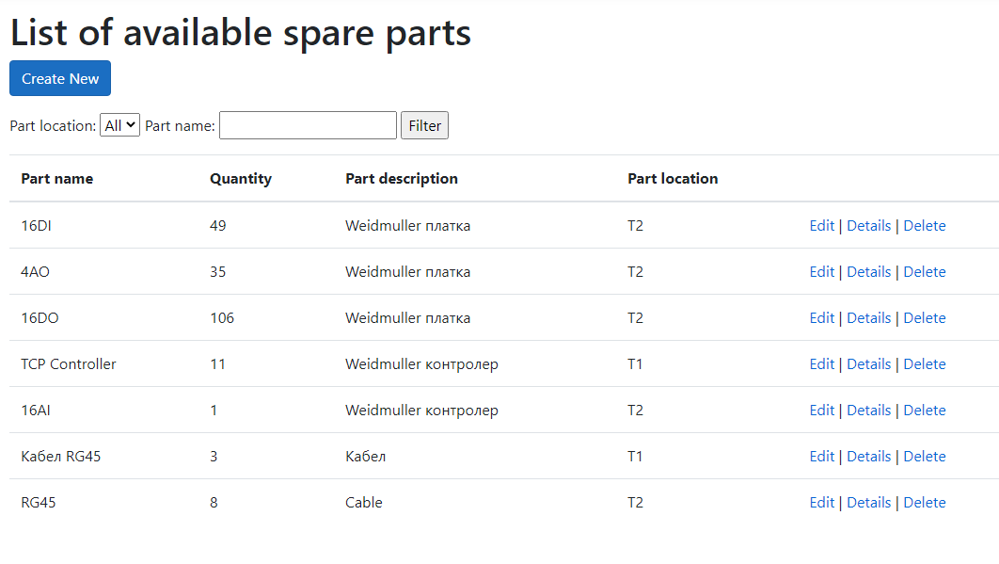 List of available spare parts
Create New
Part location: All Part name: Filter
Part name Quantity Part description Part location
16DI 49 Weidmuller платка T2 Edit | Details | Delete
4AO 35 Weidmuller платка T2 Edit | Details | Delete
16DO 106 Weidmuller платка T2 Edit | Details | Delete
TCP Controller 11 Weidmuller контролер T1 Edit | Details | Delete
16AI 1 Weidmuller контролер T2 Edit | Details | Delete
Кабел RG45 3 Кабел T1 Edit | Details | Delete
RG45 8 Cable T2 Edit | Details | Delete